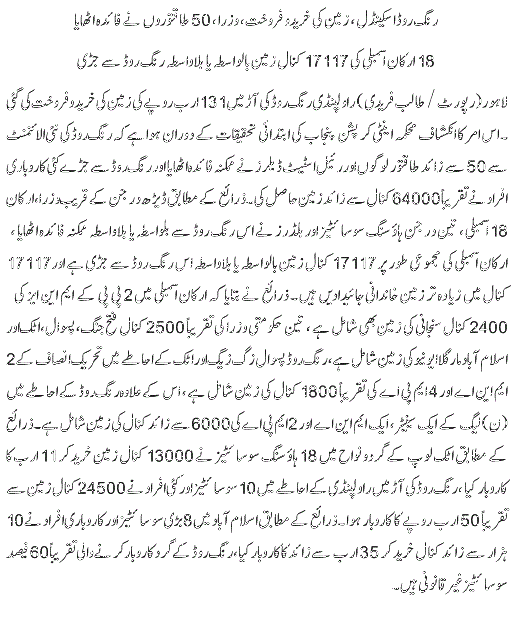 رنگ روڈ اسکینڈل، زمین کی خرید و فروخت، وزراء، 50 طاقتوروں نے فائدہ اٹھایا
18 ارکان اسمبلی کی 17117 کنال زمین بالواسطہ یا بلاواسطہ رنگ روڈ سے جڑی
لاہور (رپورٹ / طالب فریدی) راولپنڈی رنگ روڈ کی آڑ میں 131 ارب روپے کی زمین کی خرید و فروخت کی گئی
۔ اس امر کا انکشاف محکمہ اینٹی کرپشن پنجاب کی ابتدائی تحقیقات کے دوران ہوا ہے کہ رنگ روڈ کی نئی الائنمنٹ
سے 50 سے زائد طاقتور لوگوں اور رئیل اسٹیٹ ڈیلرز نے ممکنہ فائدہ اٹھایا اور رنگ روڈ سے جڑے کئی کاروباری
افراد نے تقریباً 64000 کنال سے زائد زمین حاصل کی۔ ذرائع کے مطابق ڈیڑھ درجن کے قریب وزراء، ارکان
اسمبلی، تین درجن ہاؤسنگ سوسائٹیز اور بلڈرز نے اس رنگ روڈ سے بلواسطہ یا بلاواسطہ ممکنہ فائدہ اٹھایا، 18
ارکان اسمبلی کی مجموعی طور پر 17117 کنال زمین بالواسطہ یا بلاواسطہ اس رنگ روڈ سے جڑی ہے اور 17117
کنال میں زیادہ تر زمین خاندانی جائیدادیں ہیں۔ ذرائع نے بتایا کہ ارکان اسمبلی میں 2 پی پی کے ایم این ایز کی
2400 کنال سنجانی کی زمین بھی شامل ہے، تین حکومتی وزرا کی تقریباً 2500 کنال فتح جنگ، پسوال، اٹک اور
اسلام آباد مارگلا ایونیو کی زمین شامل ہے، رنگ روڈ پسوال زگ زیگ اور اٹک کے احاطے میں تحریک انصاف کے 2
ایم این اے اور 4 ایم پی اے کی تقریباً 1800 کنال کی زمین شامل ہے، اس کے علاوہ رنگ روڈ کے احاطے میں
(ن) لیگ کے ایک سینیٹر، ایک ایم این اے اور 2 ایم پی اے کی 6000 سے زائد کنال کی زمین شامل ہے۔ ذرائع
کے مطابق اٹک لوپ کے گرد و نواح میں 18 ہاؤسنگ سوسائٹیز نے 13000 کنال زمین خرید کر 11 ارب کا
کاروبار کیا، رنگ روڈ کی آڑ میں راولپنڈی کے احاطے میں 10 سوسائٹیز اور کئی افراد نے 24500 کنال زمین سے
تقریباً 50 ارب روپے کا کاروبار ہوا۔ ذرائع کے مطابق اسلام آباد میں 8 بڑی سوسائٹیز اور کاروباری افراد نے 10
ہزار سے زائد کنال خرید کر 35 ارب سے زائد کا کاروبار کیا، رنگ روڈ کے گرد کاروبار کرنے والی تقریباً 60 فیصد
سوسائٹیز غیر قانونی ہیں۔